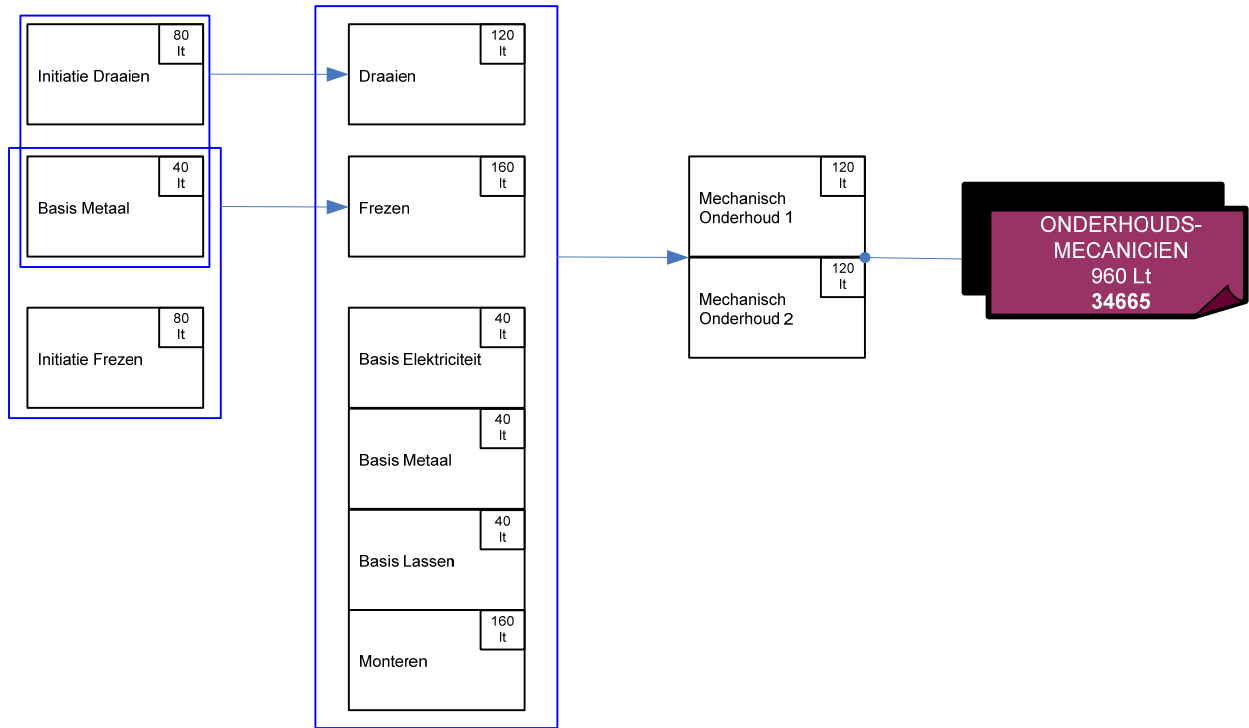 80
lt
Initiatie Draaien
40
lt
Basis Metaal
80
lt
Initiatie Frezen
120
lt
Draaien
160
lt
Frezen
40
lt
Basis Elektriciteit
40
lt
Basis Metaal
40
lt
Basis Lassen
160
lt
Monteren
120
lt
Mechanisch
Onderhoud 1
120
lt
Mechanisch
Onderhoud 2
ONDERHOUDS-
MECANICIEN
960 Lt
34665